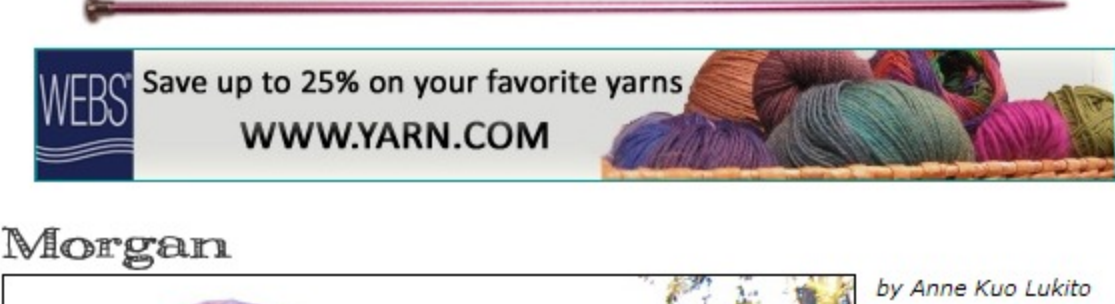 WEBS®
Save up to 25% on your favorite yarns
WWW.YARN.COM
Morgan
by Anne Kuo Lukito